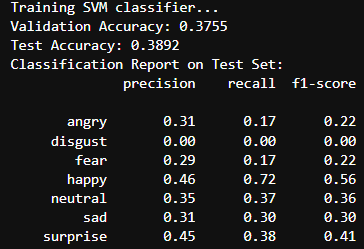 Training SVM classifier...
Validation Accuracy: 0.3755
Test Accuracy: 0.3892
Classification Report on Test Set:
precision recall f1-score
angry 0.31 0.17 0.22
disgust 0.00 0.00 0.00
fear 0.29 0.17 0.22
happy 0.46 0.72 0.56
neutral 0.35 0.37 0.36
sad 0.31 0.30 0.30
surprise 0.45 0.38 0.41